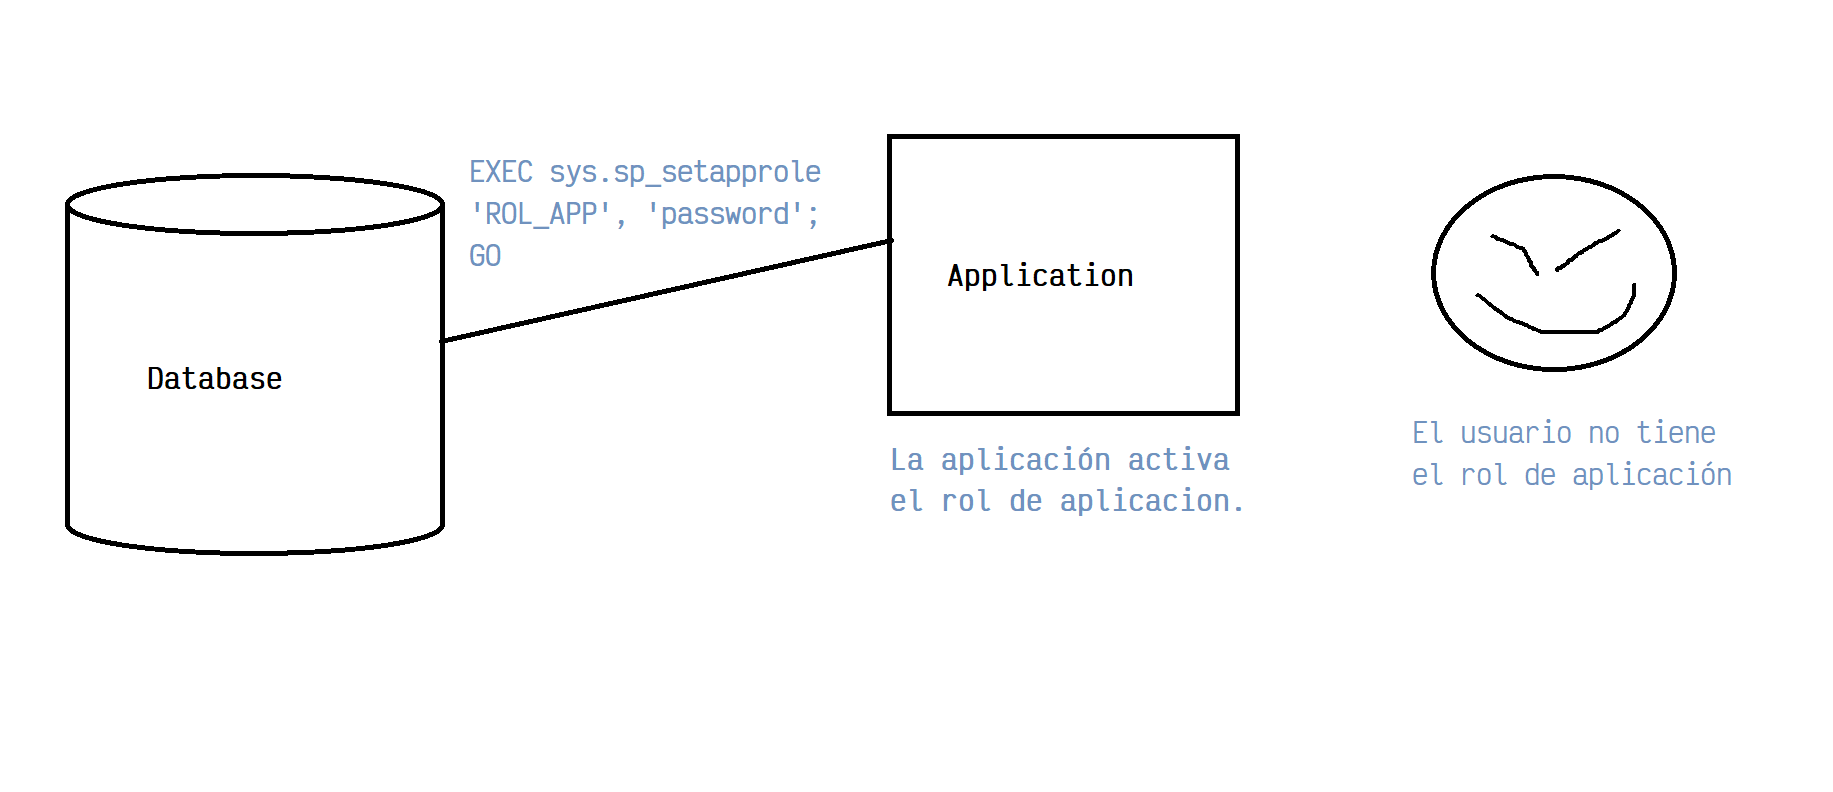 EXEC sys.sp_setapprole
'ROL_APP', 'password';
GO
Database
Application
La aplicación activa
el rol de aplicacion.
El usuario no tiene
el rol de aplicación